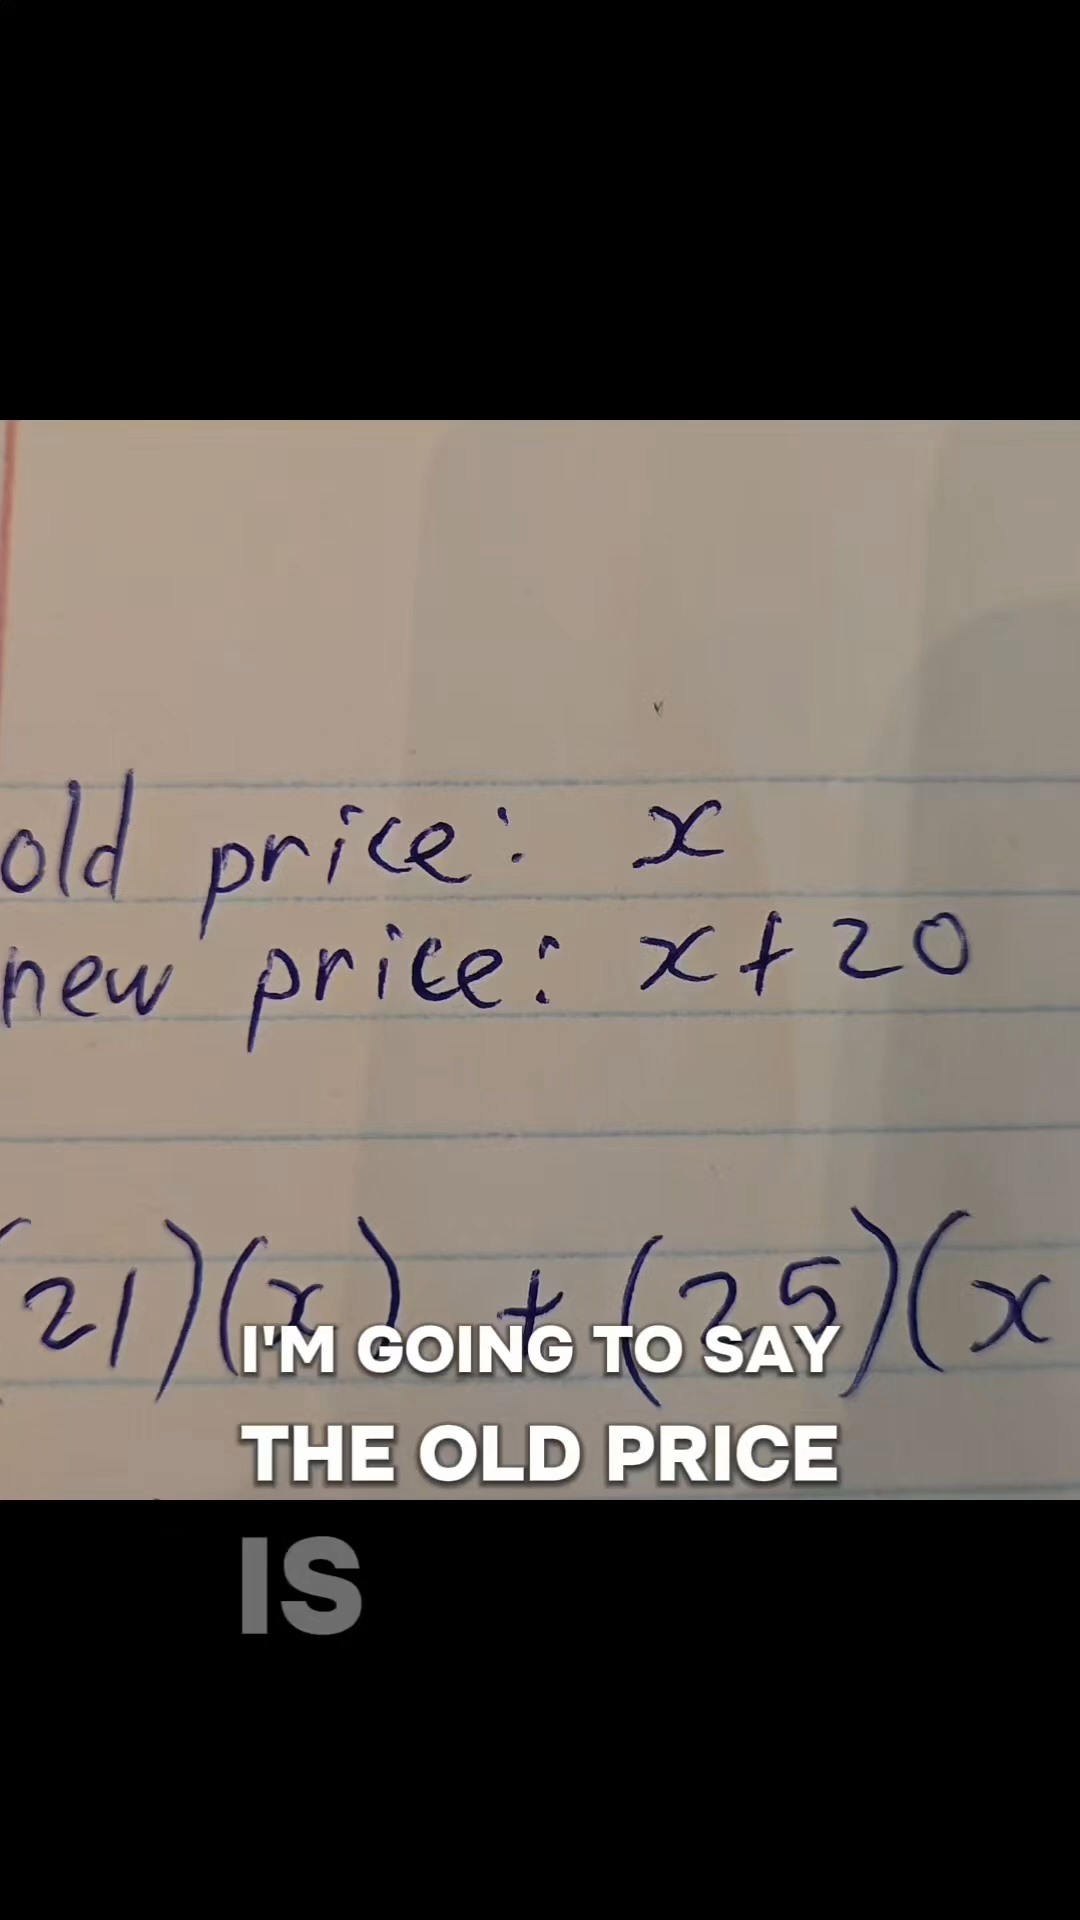 old price: x
new price: x + 20
(21)(x) + (25)(x
I'M GOING TO SAY
THE OLD PRICE
IS